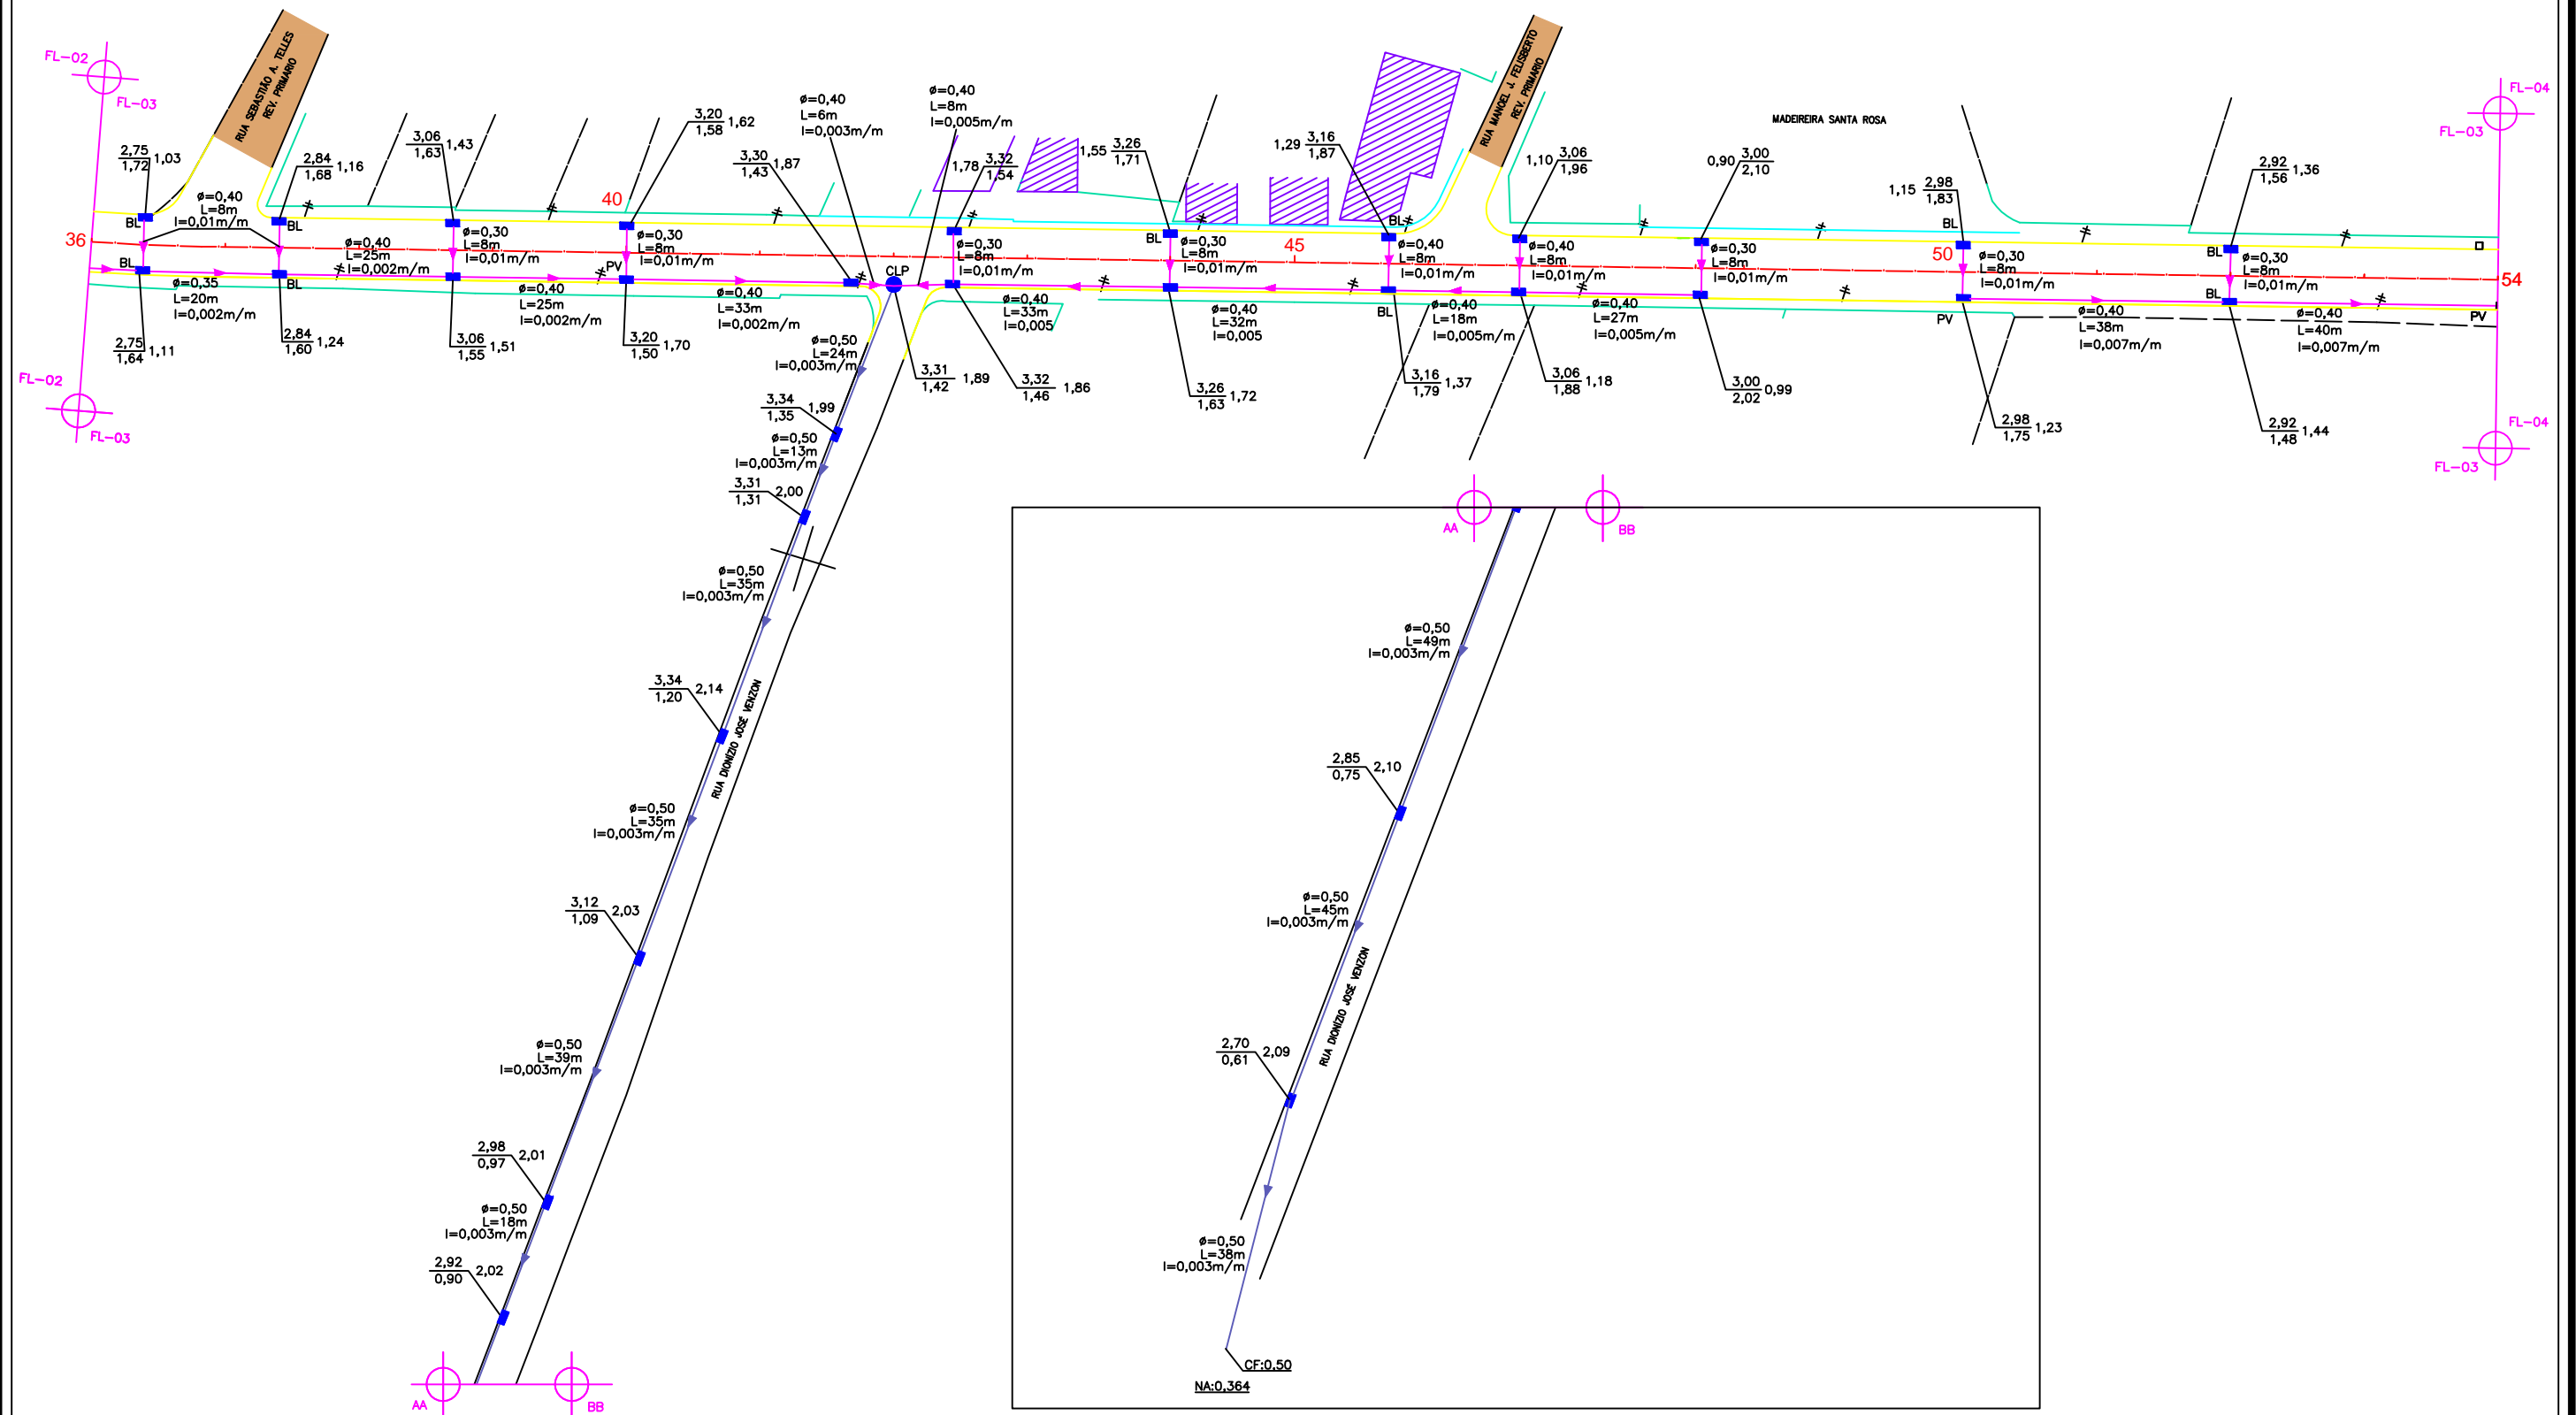 FL-02
FL-03
RUA SEBASTIÃO A. TELLES
REV. PRIMARIO
2,75
1,72
1,03
2,84
1,68
1,16
3,06
1,63
1,43
3,20
1,58
1,62
3,30
1,43
1,87
ø=0,40
L=6m
I=0,003m/m
ø=0,40
L=8m
I=0,005m/m
1,78
3,32
1,54
1,55
3,26
1,71
1,29
3,16
1,87
RUA MANOEL J. FELISBERTO
REV. PRIMARIO
1,10
3,06
1,96
0,90
3,00
2,10
MADEIREIRA SANTA ROSA
1,15
2,98
1,83
2,92
1,56
1,36
FL-04
FL-03
36
40
45
50
54
BL
ø=0,40
L=8m
I=0,01m/m
BL
ø=0,30
L=8m
I=0,01m/m
ø=0,30
L=8m
I=0,01m/m
PV
CLP
ø=0,30
L=8m
I=0,01m/m
BL
ø=0,30
L=8m
I=0,01m/m
BL
ø=0,40
L=8m
I=0,01m/m
ø=0,40
L=8m
I=0,01m/m
ø=0,30
L=8m
I=0,01m/m
BL
ø=0,30
L=8m
I=0,01m/m
BL
ø=0,30
L=8m
I=0,01m/m
BL
ø=0,35
L=20m
I=0,002m/m
BL
ø=0,40
L=25m
I=0,002m/m
ø=0,40
L=25m
I=0,002m/m
ø=0,40
L=33m
I=0,002m/m
ø=0,40
L=33m
I=0,005
ø=0,40
L=32m
I=0,005
BL
ø=0,40
L=18m
I=0,005m/m
ø=0,40
L=27m
I=0,005m/m
PV
ø=0,40
L=38m
I=0,007m/m
BL
ø=0,40
L=40m
I=0,007m/m
PV
2,75
1,64
1,11
2,84
1,60
1,24
3,06
1,55
1,51
3,20
1,50
1,70
3,31
1,42
1,89
3,32
1,46
1,86
3,26
1,63
1,72
3,16
1,79
1,37
3,06
1,88
1,18
3,00
2,02
0,99
2,98
1,75
1,23
2,92
1,48
1,44
FL-02
FL-03
FL-04
FL-03
ø=0,50
L=24m
I=0,003m/m
3,34
1,35
1,99
ø=0,50
L=13m
I=0,003m/m
3,31
1,31
2,00
ø=0,50
L=35m
I=0,003m/m
3,34
1,20
2,14
RUA DIONÍZIO JOSÉ VENZON
ø=0,50
L=35m
I=0,003m/m
3,12
1,09
2,03
ø=0,50
L=39m
I=0,003m/m
2,98
0,97
2,01
ø=0,50
L=18m
I=0,003m/m
2,92
0,90
2,02
AA
BB
AA
BB
ø=0,50
L=49m
I=0,003m/m
2,85
0,75
2,10
ø=0,50
L=45m
I=0,003m/m
RUA DIONÍZIO JOSÉ VENZON
2,70
0,61
2,09
ø=0,50
L=38m
I=0,003m/m
CF:0.50
NA:0,364